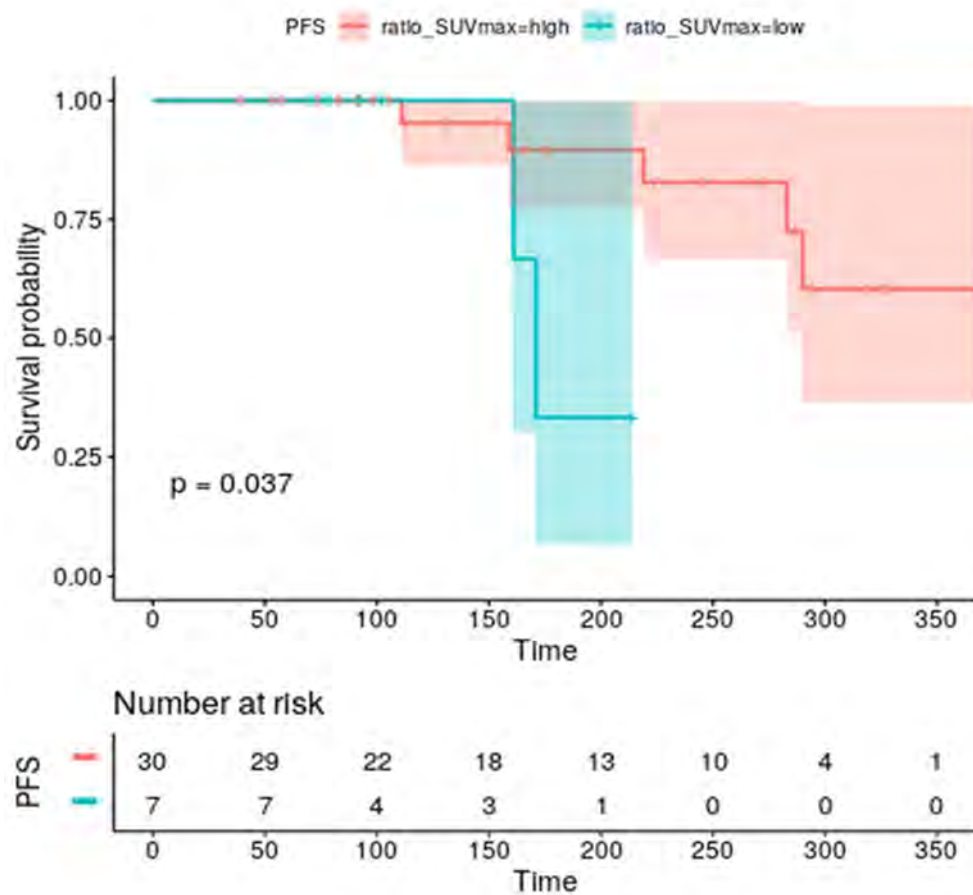 PFS ratio_SUVmax=high ratio_SUVmax=low
Survival probability
1.00
0.75
0.50
0.25
0.00
p = 0.037
0 50 100 150 200 250 300 350
Time
Number at risk
PFS
30 29 22 18 13 10 4 1
7 7 4 3 1 0 0 0
0 50 100 150 200 250 300 350
Time